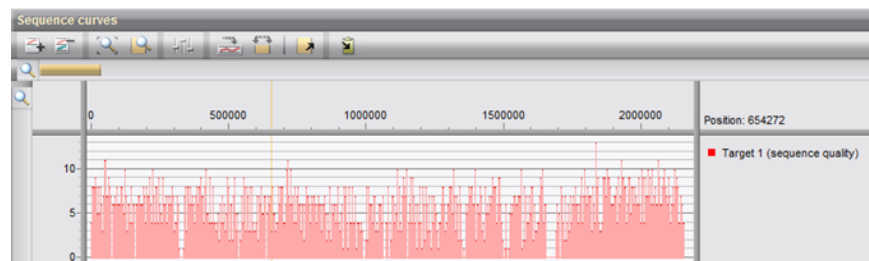 Sequence curves
0 500000 1000000 1500000 2000000
Position: 654272
Target 1 (sequence quality)
10
5
0